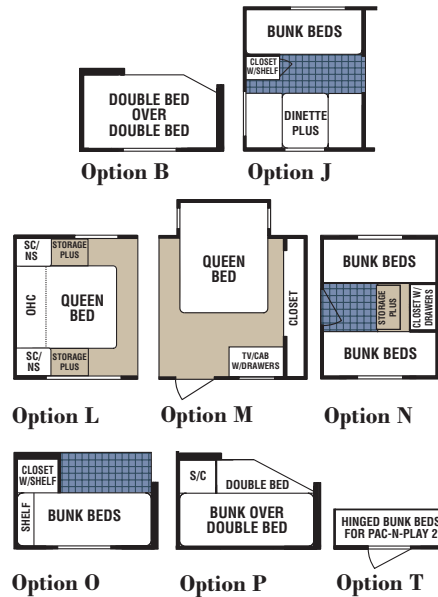 BUNK BEDS
CLOSET
W/SHELF
DINETTE
PLUS
DOUBLE BED
OVER
DOUBLE BED
Option B
Option J
SC/
NS
STORAGE
PLUS
OHC
QUEEN
BED
SC/
NS
STORAGE
PLUS
QUEEN
BED
CLOSET
TV/CAB
W/DRAWERS
BUNK BEDS
STORAGE
PLUS
CLOSET W/
DRAWERS
BUNK BEDS
Option L
Option M
Option N
CLOSET
W/SHELF
SHELF
BUNK BEDS
S/C
DOUBLE BED
BUNK OVER
DOUBLE BED
HINGED BUNK BEDS
FOR PAC-N-PLAY 2
Option O
Option P
Option T